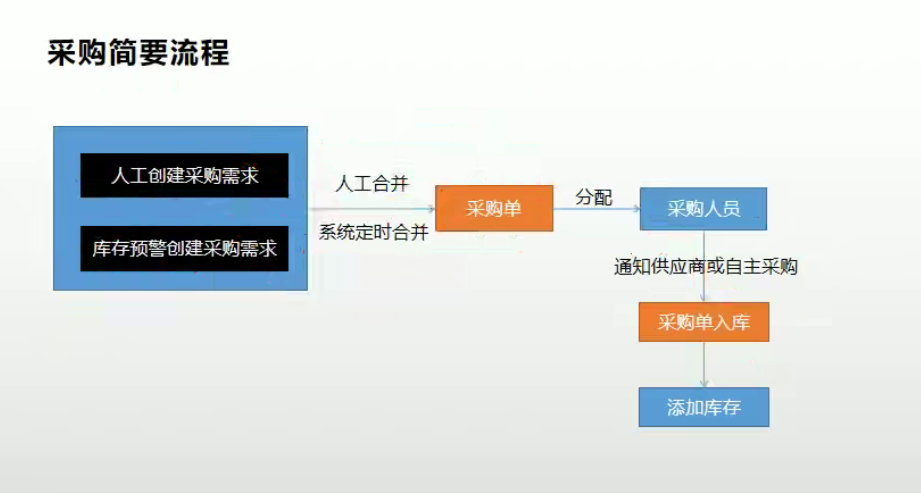 采购简要流程
人工创建采购需求
库存预警创建采购需求
人工合并
系统定时合并
采购单
分配
采购人员
通知供应商或自主采购
采购单入库
添加库存